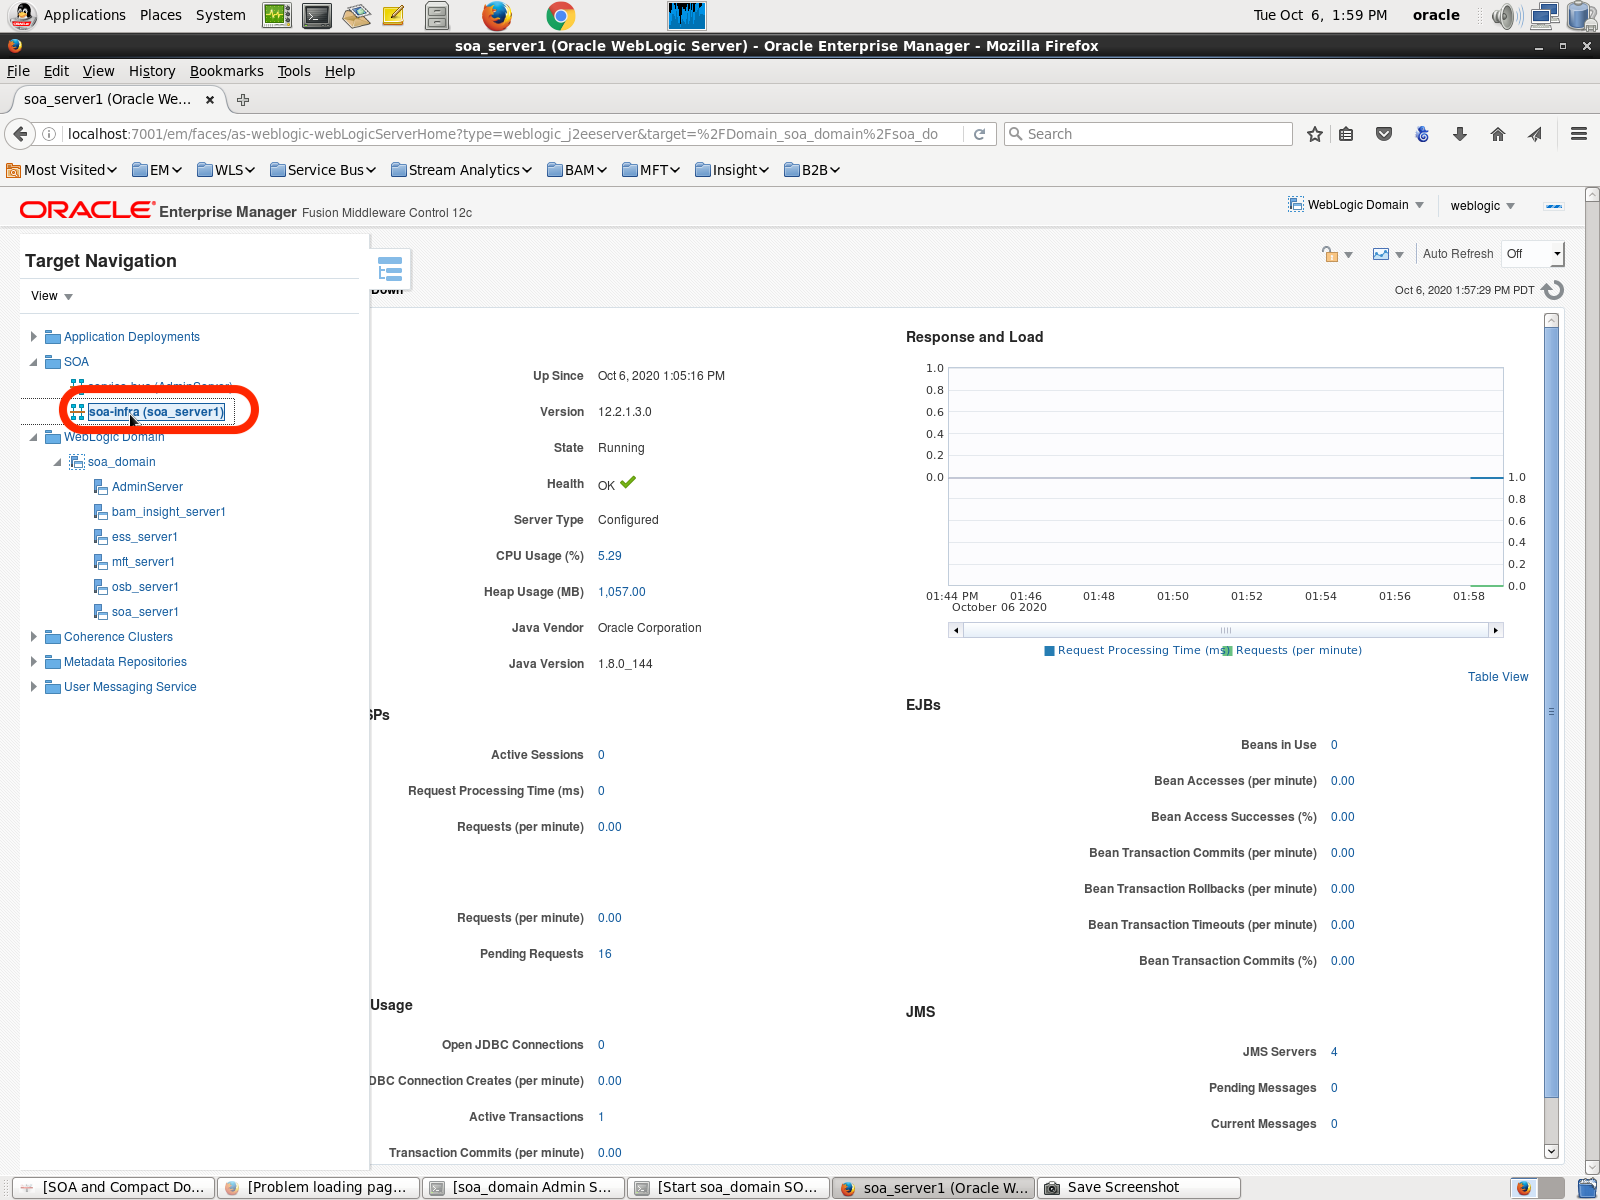 Applications Places System Tue Oct 6, 1:59 PM oracle
soa_server1 (Oracle WebLogic Server) - Oracle Enterprise Manager - Mozilla Firefox
File Edit View History Bookmarks Tools Help
soa_server1 (Oracle We...
localhost:7001/em/faces/as-weblogic-webLogicServerHome?type=weblogic_j2eeserver&target=%2FDomain_soa_domain%2Fsoa_do Search
Most Visited EM WLS Service Bus Stream Analytics BAM MFT Insight B2B
ORACLE Enterprise Manager Fusion Middleware Control 12c WebLogic Domain weblogic
Target Navigation
View
Application Deployments
SOA
service-bus (AdminServer)
soa-infra (soa_server1)
WebLogic Domain
soa_domain
AdminServer
bam_insight_server1
ess_server1
mft_server1
osb_server1
soa_server1
Coherence Clusters
Metadata Repositories
User Messaging Service
Auto Refresh Off
Down
Oct 6, 2020 1:57:29 PM PDT
Up Since Oct 6, 2020 1:05:16 PM
Version 12.2.1.3.0
State Running
Health OK
Server Type Configured
CPU Usage (%) 5.29
Heap Usage (MB) 1,057.00
Java Vendor Oracle Corporation
Java Version 1.8.0_144
SPs
Active Sessions 0
Request Processing Time (ms) 0
Requests (per minute) 0.00
Requests (per minute) 0.00
Pending Requests 16
Usage
Open JDBC Connections 0
DBC Connection Creates (per minute) 0.00
Active Transactions 1
Transaction Commits (per minute) 0.00
Response and Load
1.0
0.8
0.6
0.4
0.2
0.0
1.0
0.8
0.6
0.4
0.2
0.0
01:44 PM 01:46 01:48 01:50 01:52 01:54 01:56 01:58
October 06 2020
Request Processing Time (ms) Requests (per minute)
Table View
EJBs
Beans in Use 0
Bean Accesses (per minute) 0.00
Bean Access Successes (%) 0.00
Bean Transaction Commits (per minute) 0.00
Bean Transaction Rollbacks (per minute) 0.00
Bean Transaction Timeouts (per minute) 0.00
Bean Transaction Commits (%) 0.00
JMS
JMS Servers 4
Pending Messages 0
Current Messages 0
[SOA and Compact Do... [Problem loading pag... [soa_domain Admin S... [Start soa_domain SO... soa_server1 (Oracle W... Save Screenshot